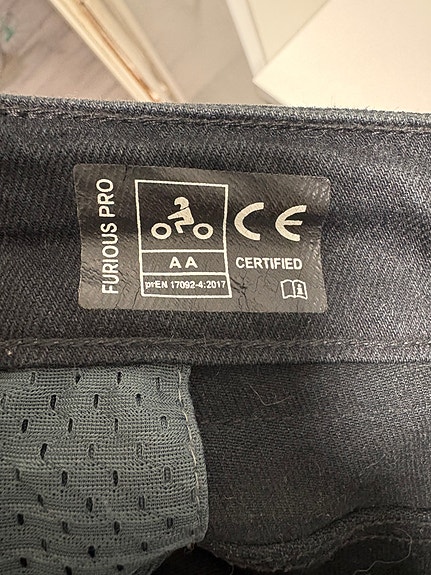 FURIOUS PRO
AA
prEN 17092-4:2017
CE
CERTIFIED